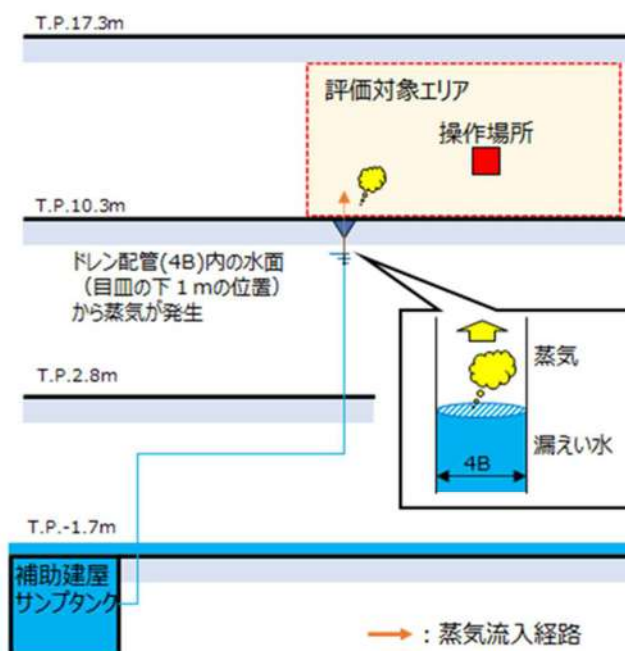 T.P.17.3m
評価対象エリア
操作場所
T.P.10.3m
ドレン配管(4B)内の水面
（目皿の下１mの位置）
から蒸気が発生
蒸気
T.P.2.8m
漏えい水
4B
T.P.-1.7m
補助建屋
サンプタンク
：蒸気流入経路